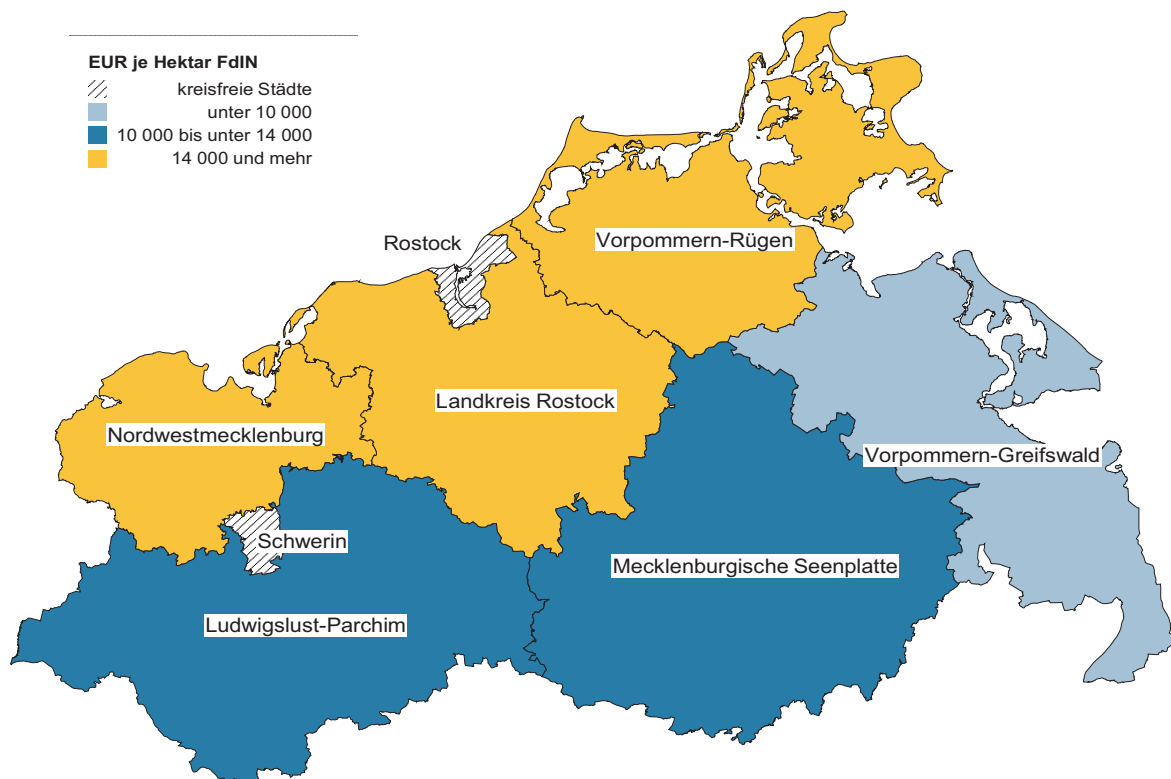 EUR je Hektar FdlN
kreisfreie Städte
unter 10 000
10 000 bis unter 14 000
14 000 und mehr
Rostock
Vorpommern-Rügen
Landkreis Rostock
Nordwestmecklenburg
Vorpommern-Greifswald
Schwerin
Mecklenburgische Seenplatte
Ludwigslust-Parchim